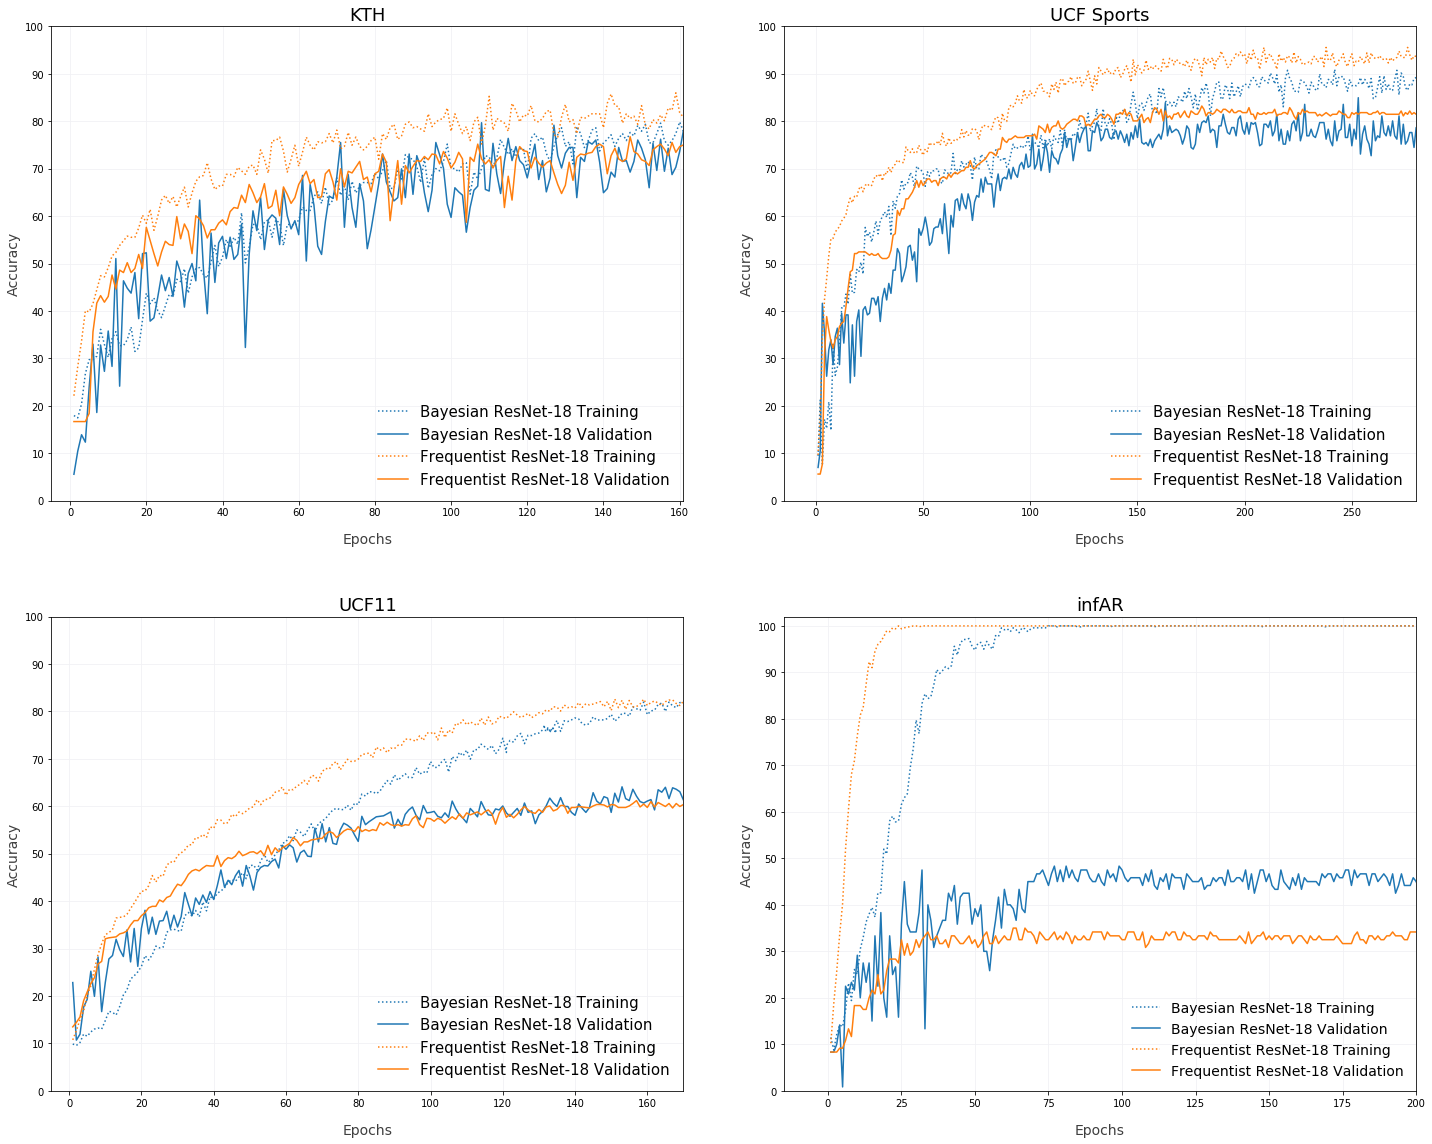 KTH
100
90
80
70
60
50
40
30
20
10
0
Accuracy
0 20 40 60 80 100 120 140 160
Epochs
Bayesian ResNet-18 Training
Bayesian ResNet-18 Validation
Frequentist ResNet-18 Training
Frequentist ResNet-18 Validation
UCF Sports
100
90
80
70
60
50
40
30
20
10
0
Accuracy
0 50 100 150 200 250
Epochs
Bayesian ResNet-18 Training
Bayesian ResNet-18 Validation
Frequentist ResNet-18 Training
Frequentist ResNet-18 Validation
UCF11
100
90
80
70
60
50
40
30
20
10
0
Accuracy
0 20 40 60 80 100 120 140 160
Epochs
Bayesian ResNet-18 Training
Bayesian ResNet-18 Validation
Frequentist ResNet-18 Training
Frequentist ResNet-18 Validation
infAR
100
90
80
70
60
50
40
30
20
10
0
Accuracy
0 25 50 75 100 125 150 175 200
Epochs
Bayesian ResNet-18 Training
Bayesian ResNet-18 Validation
Frequentist ResNet-18 Training
Frequentist ResNet-18 Validation